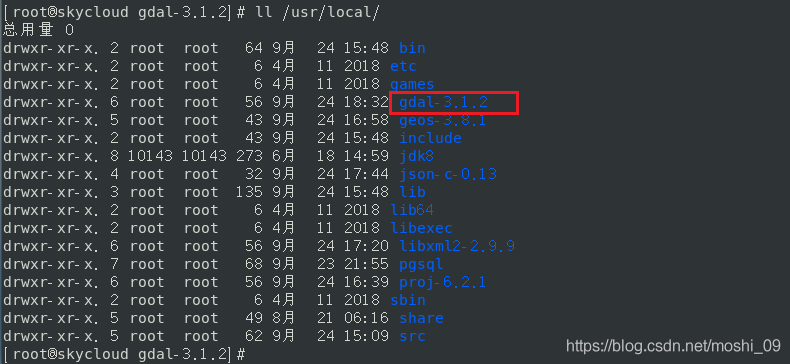 [root@skycloud gdal-3.1.2]# ll /usr/local/
总用量 0
drwxr-xr-x. 2 root root 64 9月 24 15:48 bin
drwxr-xr-x. 2 root root 6 4月 11 2018 etc
drwxr-xr-x. 2 root root 6 4月 11 2018 games
drwxr-xr-x. 6 root root 56 9月 24 18:32 gdal-3.1.2
drwxr-xr-x. 5 root root 43 9月 24 16:58 geos-3.8.1
drwxr-xr-x. 2 root root 43 9月 24 15:48 include
drwxr-xr-x. 8 10143 10143 273 6月 18 14:59 jdk8
drwxr-xr-x. 4 root root 32 9月 24 17:44 json-c-0.13
drwxr-xr-x. 3 root root 135 9月 24 15:48 lib
drwxr-xr-x. 2 root root 6 4月 11 2018 lib64
drwxr-xr-x. 2 root root 6 4月 11 2018 libexec
drwxr-xr-x. 6 root root 56 9月 24 17:20 libxml2-2.9.9
drwxr-xr-x. 7 root root 68 9月 23 21:55 pgsql
drwxr-xr-x. 6 root root 56 9月 24 16:39 proj-6.2.1
drwxr-xr-x. 2 root root 6 4月 11 2018 sbin
drwxr-xr-x. 5 root root 49 8月 21 06:16 share
drwxr-xr-x. 5 root root 62 9月 24 15:09 src
[root@skycloud gdal-3.1.2]#
https://blog.csdn.net/moshi_09